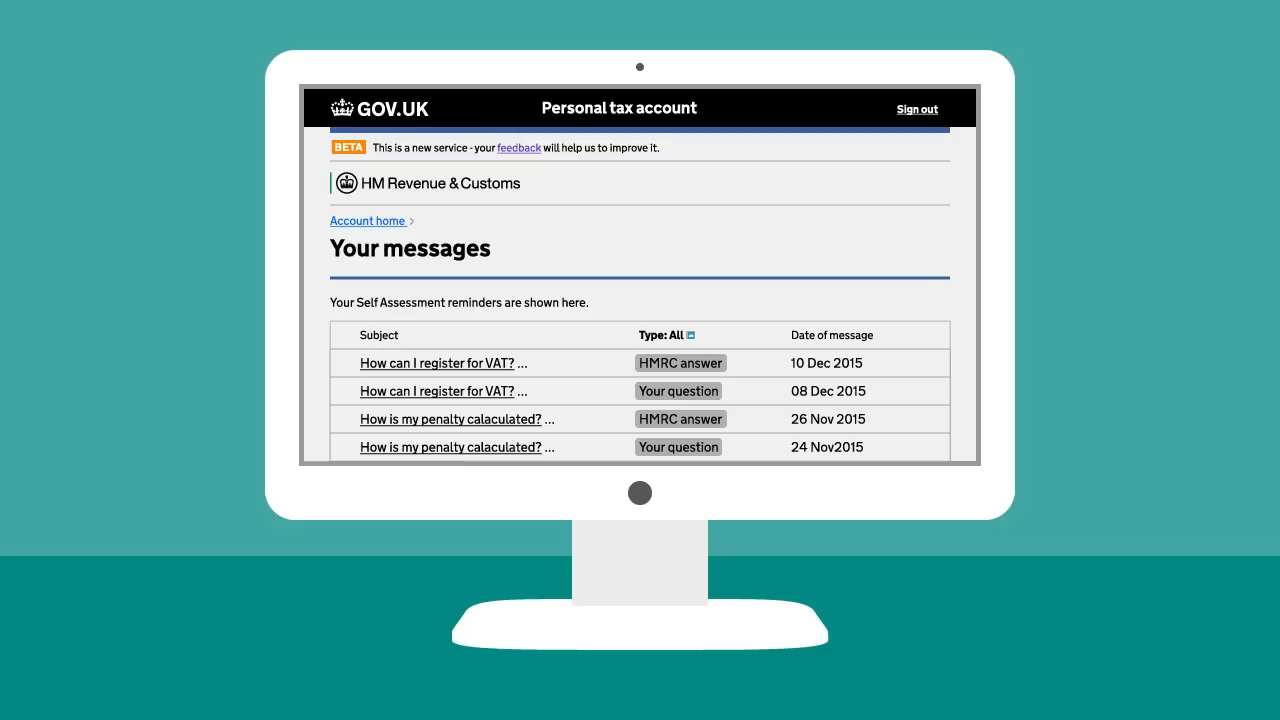 GOV.UK Personal tax account Sign out
BETA This is a new service - your feedback will help us to improve it.
HM Revenue & Customs
Account home >
Your messages
Your Self Assessment reminders are shown here.
Subject Type: All Date of message
How can I register for VAT? ... HMRC answer 10 Dec 2015
How can I register for VAT? ... Your question 08 Dec 2015
How is my penalty calaculated? ... HMRC answer 26 Nov 2015
How is my penalty calaculated? ... Your question 24 Nov2015